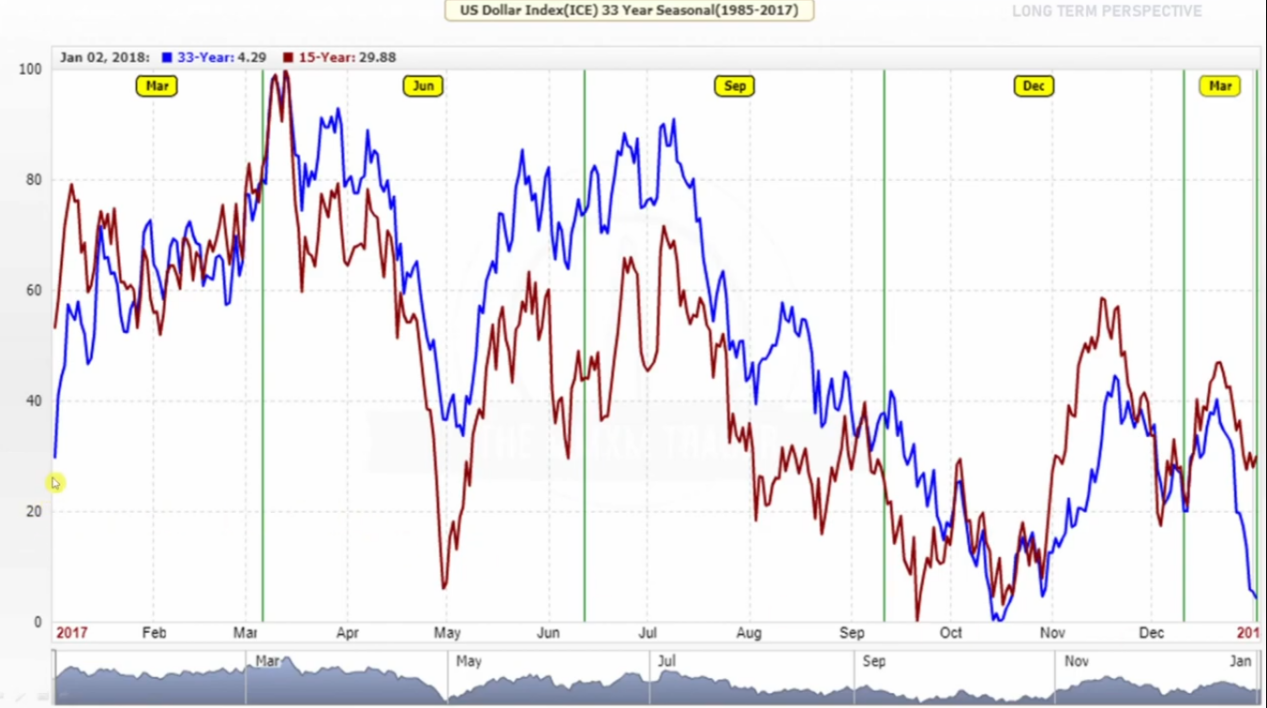 US Dollar Index(ICE) 33 Year Seasonal(1985-2017)
LONG TERM PERSPECTIVE
Jan 02, 2018: 33-Year: 4.29 15-Year: 29.88
100
Mar Jun Sep Dec Mar
80
60
40
20
0
2017 Feb Mar Apr May Jun Jul Aug Sep Oct Nov Dec 201
Mar May Jul Sep Nov Jan